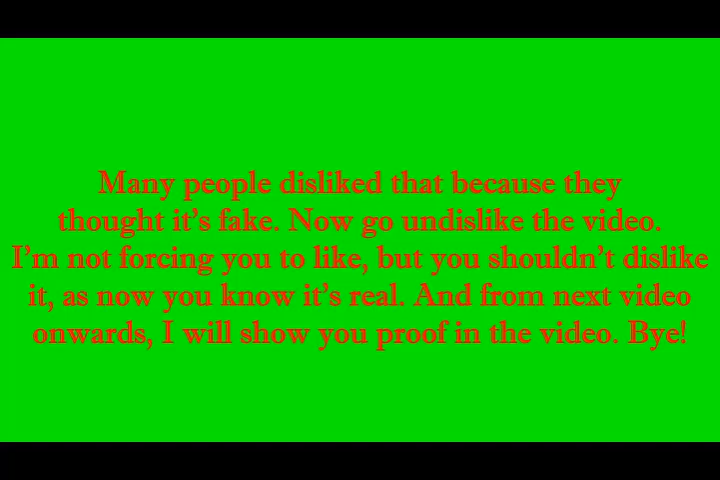 Many people disliked that because they
thought it's fake. Now go undislike the video.
I'm not forcing you to like, but you shouldn't dislike
it, as now you know it's real. And from next video
onwards, I will show you proof in the video. Bye!